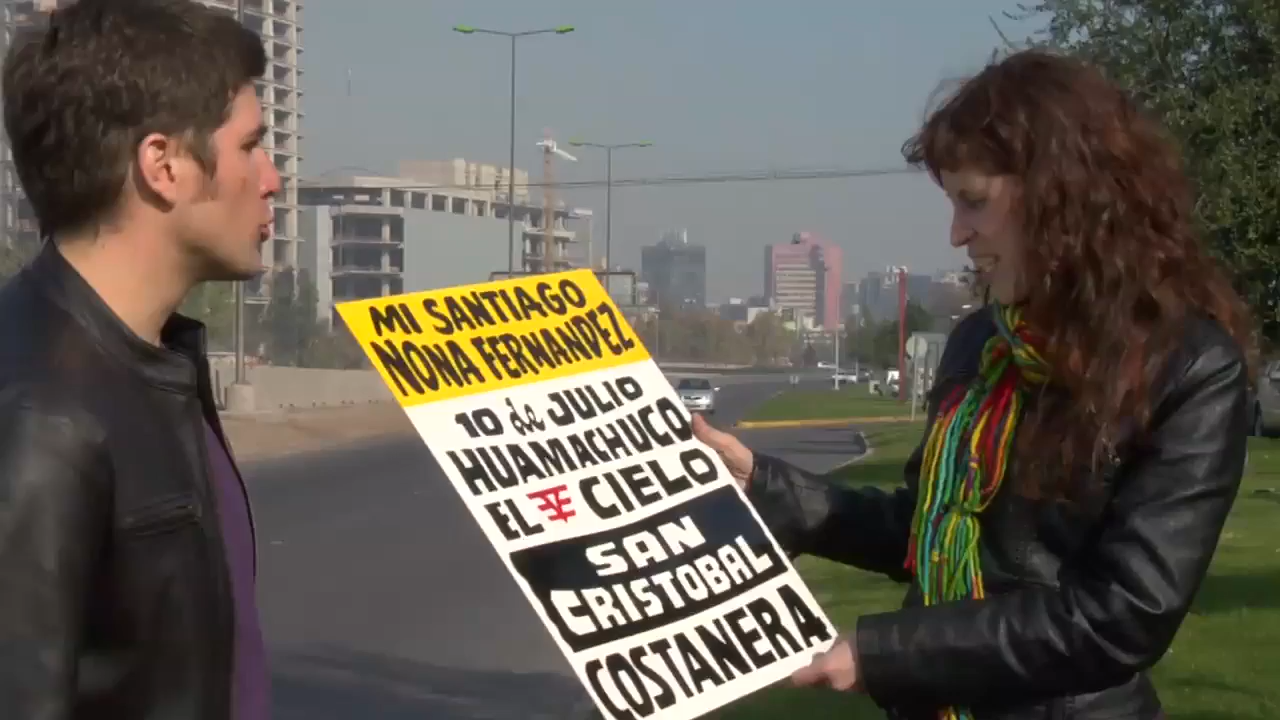 MI SANTIAGO
NONA FERNANDEZ
10 de JULIO
HUAMACHUCO
EL CIELO
SAN
CRISTOBAL
COSTANERA